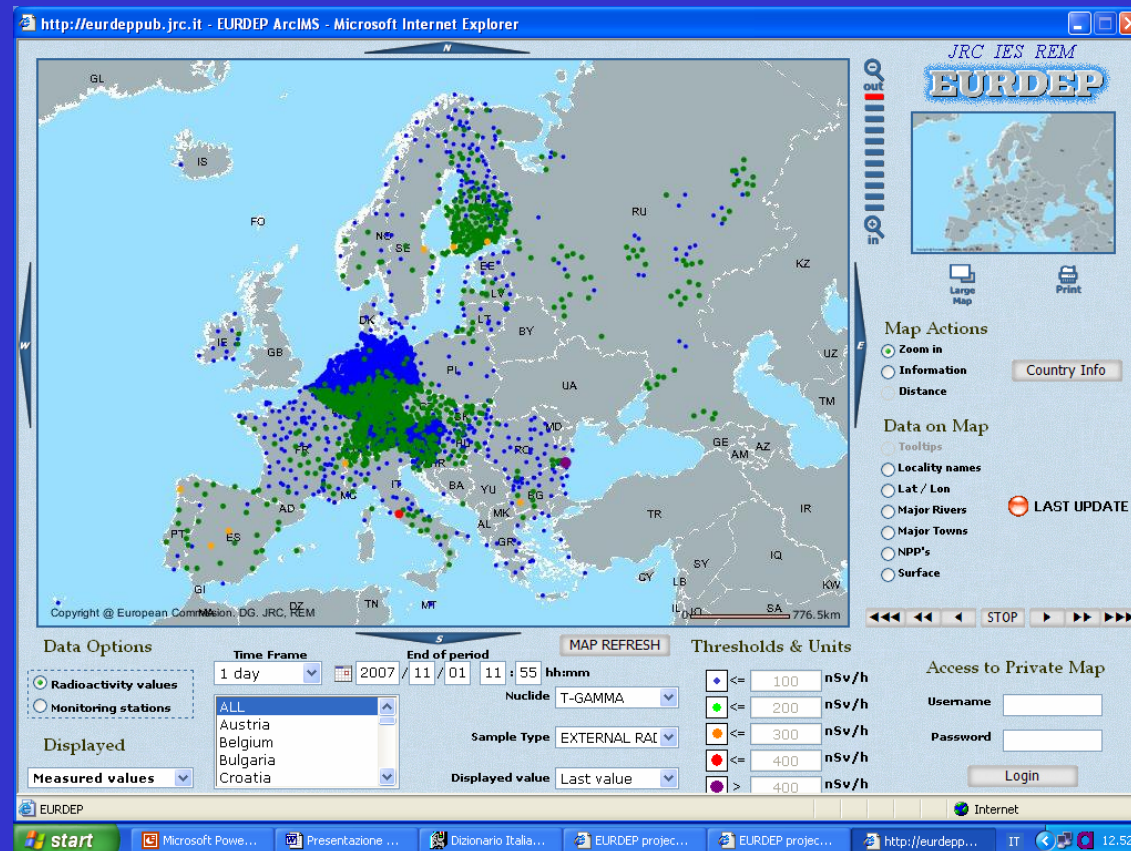 http://eurdeppub.jrc.it - EURDEP ArcIMS - Microsoft Internet Explorer
N
JRC IES REM
EURDEP
out
in
Large Map
Print
W
E
S
GL
IS
FO
NO
SE
RU
KZ
EE
LV
LT
DK
BY
IE
GB
PL
UZ
UA
TM
FR
MD
RO
GE
AZ
AM
MC
IT
BA
YU
BG
AD
MK
AL
TR
IR
PT
ES
GR
SY
IQ
CY
LB
GI
KW
TN
MT
IL
JO
SA
MA
DZ
Copyright @ European Commission. DG. JRC, REM
0
776.5km
Map Actions
Zoom in
Information
Country Info
Distance
Data on Map
Tooltips
Locality names
Lat / Lon
Major Rivers
LAST UPDATE
Major Towns
NPP's
Surface
STOP
Data Options
Radioactivity values
Monitoring stations
Displayed
Measured values
Time Frame
1 day
End of period
2007 / 11 / 01 11 : 55 hh:mm
MAP REFRESH
ALL
Austria
Belgium
Bulgaria
Croatia
Nuclide T-GAMMA
Sample Type EXTERNAL RAD
Displayed value Last value
Thresholds & Units
<= 100 nSv/h
<= 200 nSv/h
<= 300 nSv/h
<= 400 nSv/h
> 400 nSv/h
Access to Private Map
Username
Password
Login
EURDEP
Internet
start
Microsoft Powe...
Presentazione ...
Dizionario Italia...
EURDEP projec...
EURDEP projec...
http://eurdepp...
IT
12.52